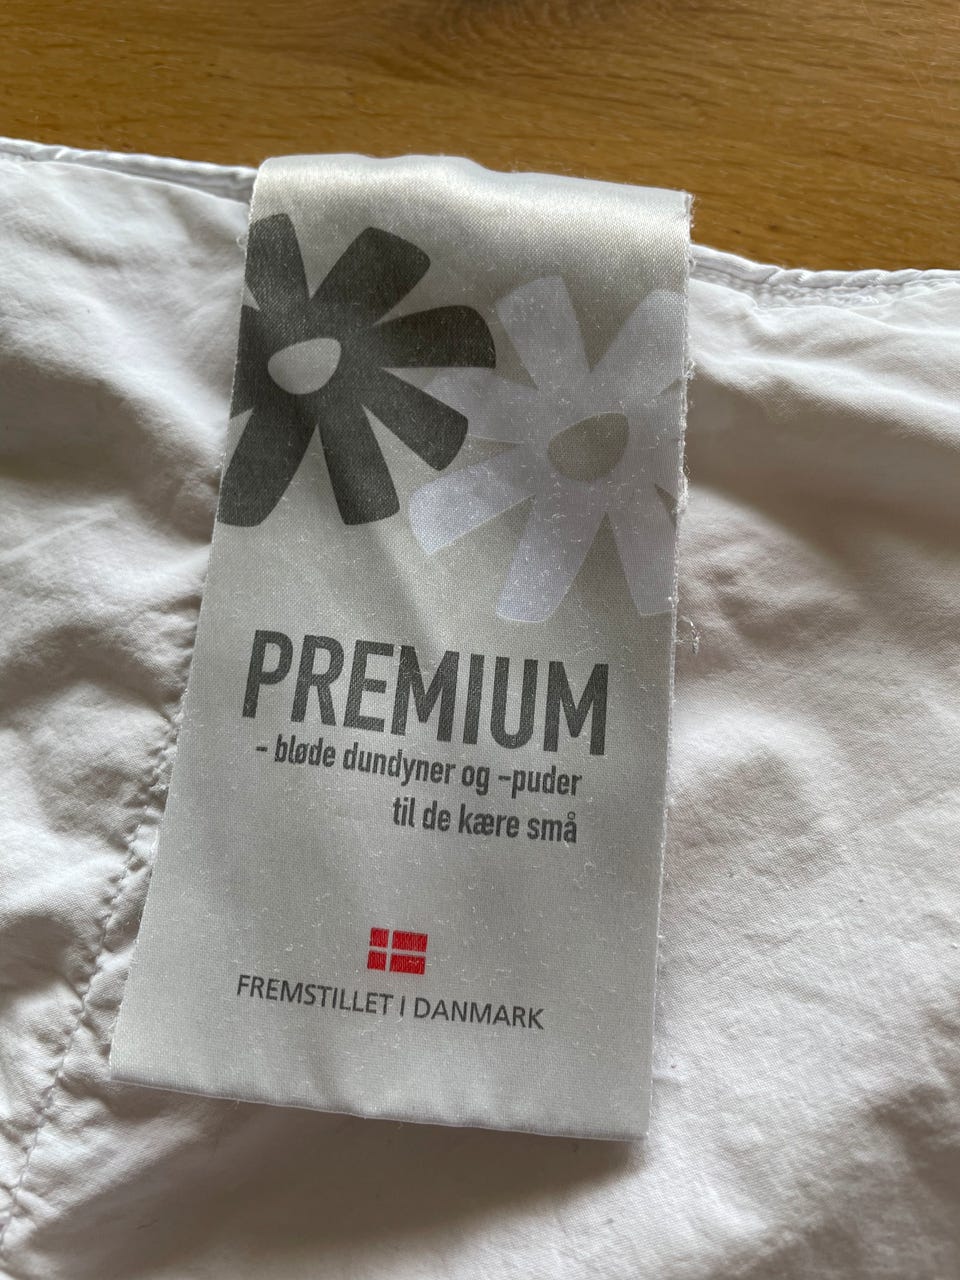 PREMIUM
- bløde dundyner og -puder
til de kære små
FREMSTILLET I DANMARK